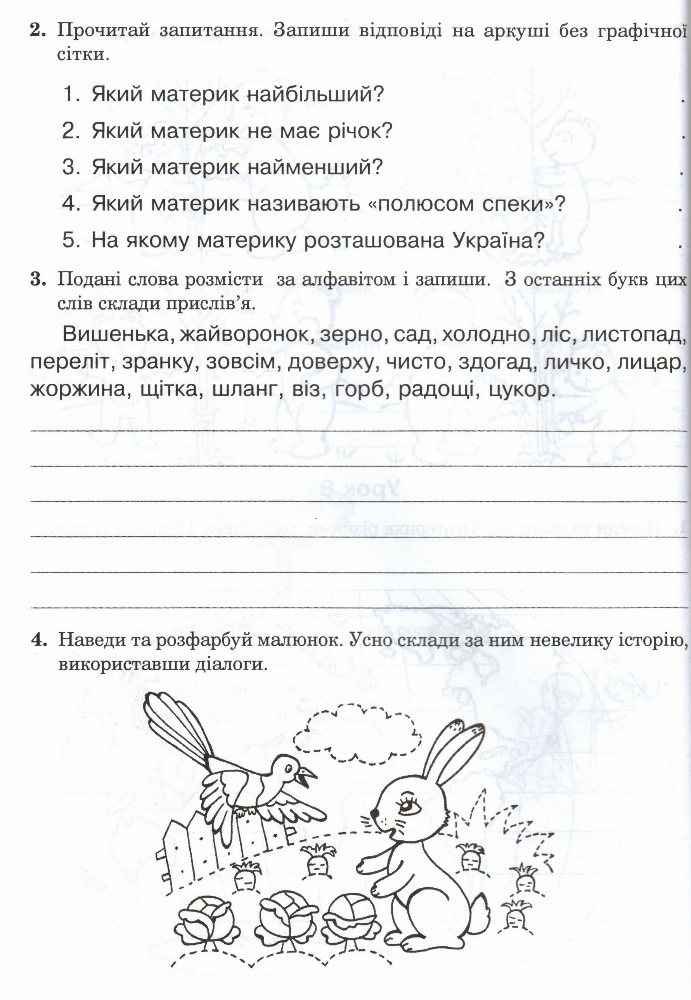 2. Прочитай запитання. Запиши відповіді на аркуші без графічної
сітки.
1. Який материк найбільший?
2. Який материк не має річок?
3. Який материк найменший?
4. Який материк називають «полюсом спеки»?
5. На якому материку розташована Україна?
3. Подані слова розмісти за алфавітом і запиши. З останніх букв цих
слів склади прислів’я.
Вишенька, жайворонок, зерно, сад, холодно, ліс, листопад,
переліт, зранку, зовсім, доверху, чисто, здогад, личко, лицар,
жоржина, щітка, шланг, віз, горб, радощі, цукор.
Урок 8
4. Наведи та розфарбуй малюнок. Усно склади за ним невелику історію,
використавши діалоги.